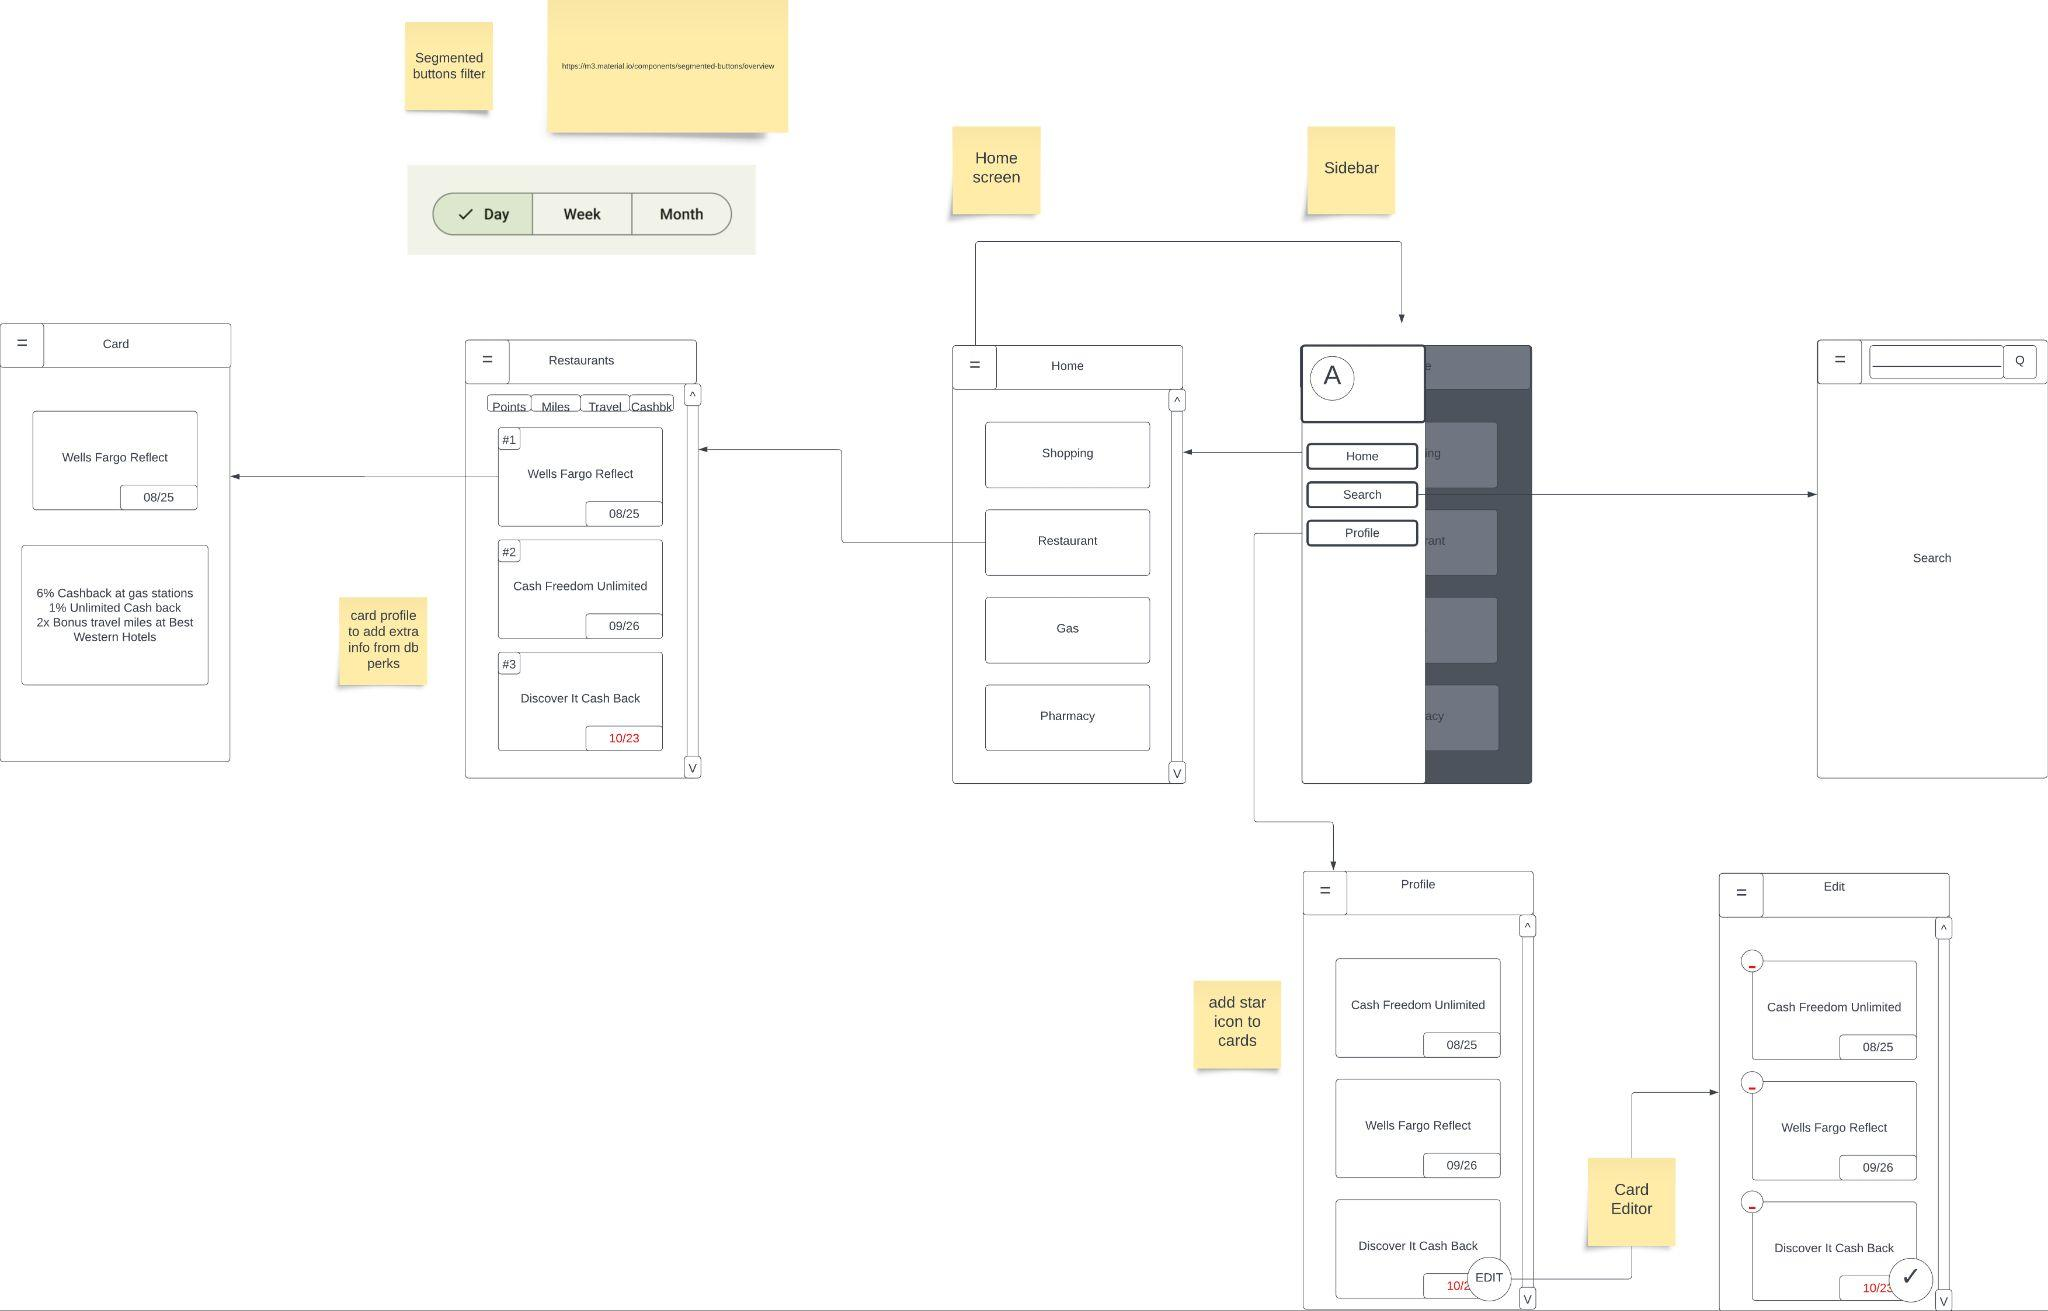 Segmented
buttons filter
https://m3.material.io/components/segmented-buttons/overview
✓ Day
Week
Month
Home
screen
Sidebar
=
Card
Wells Fargo Reflect
08/25
6% Cashback at gas stations
1% Unlimited Cash back
2x Bonus travel miles at Best
Western Hotels
card profile
to add extra
info from db
perks
=
Restaurants
^
Points
Miles
Travel
Cashbk
#1
Wells Fargo Reflect
08/25
#2
Cash Freedom Unlimited
09/26
#3
Discover It Cash Back
10/23
V
=
Home
^
Shopping
Restaurant
Gas
Pharmacy
V
A
e
Home
ing
Search
Profile
rant
acy
=
Q
Search
=
Profile
^
add star
icon to
cards
Cash Freedom Unlimited
08/25
Wells Fargo Reflect
09/26
Discover It Cash Back
10/2
EDIT
V
Card
Editor
=
Edit
^
-
Cash Freedom Unlimited
08/25
-
Wells Fargo Reflect
09/26
-
Discover It Cash Back
10/23
✓
V